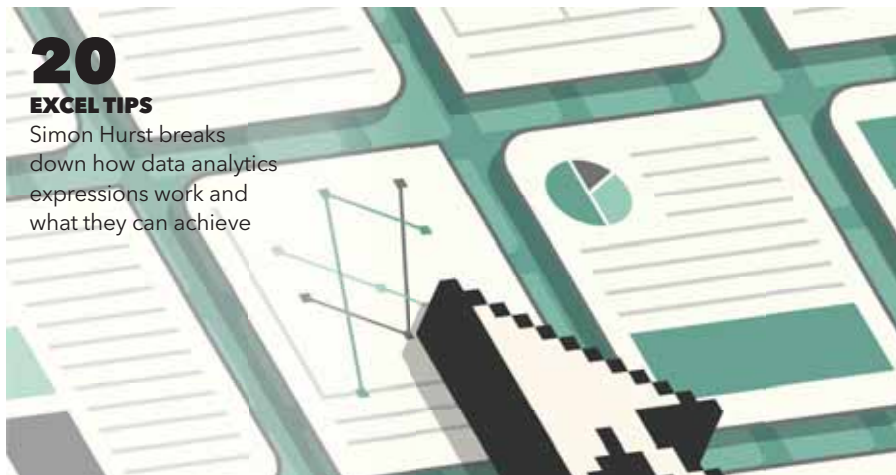 20
EXCEL TIPS
Simon Hurst breaks
down how data analytics
expressions work and
what they can achieve